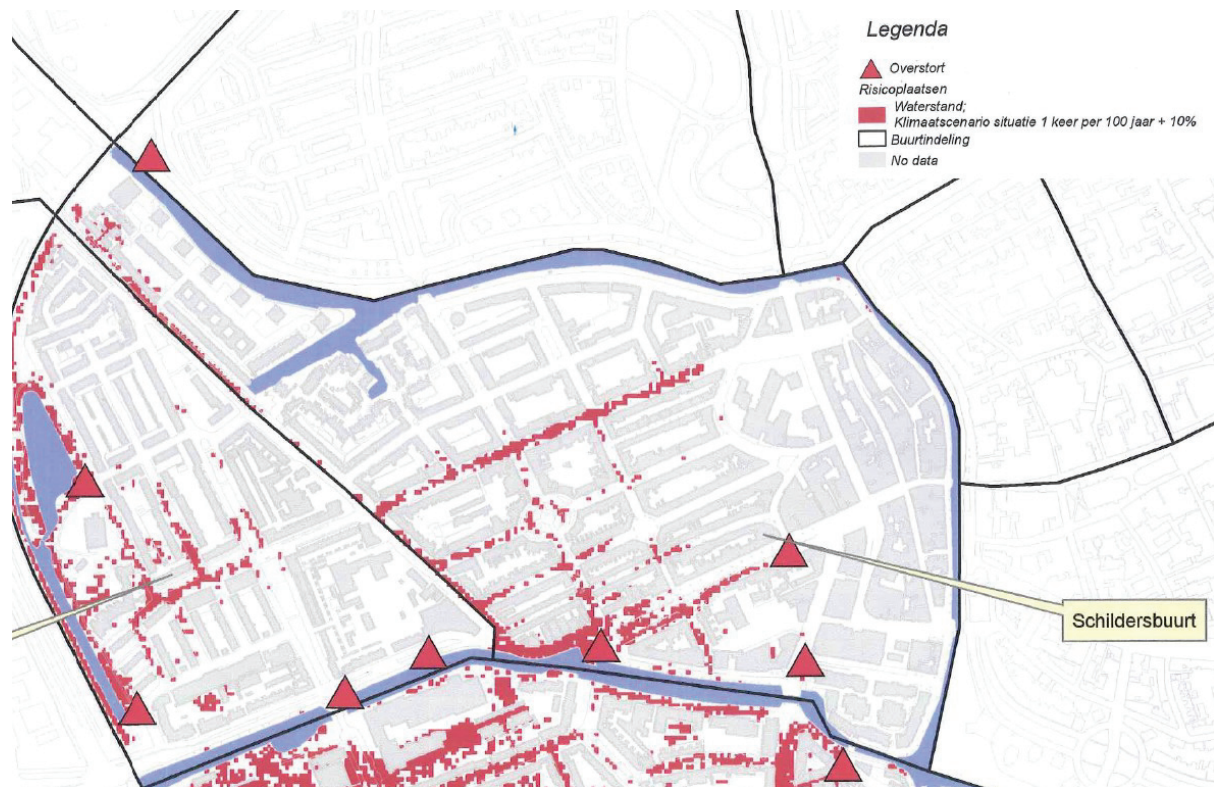 Legenda
Overstort
Risicoplaatsen
Waterstand;
Klimaatscenario situatie 1 keer per 100 jaar + 10%
Buurtindeling
No data
Schildersbuurt